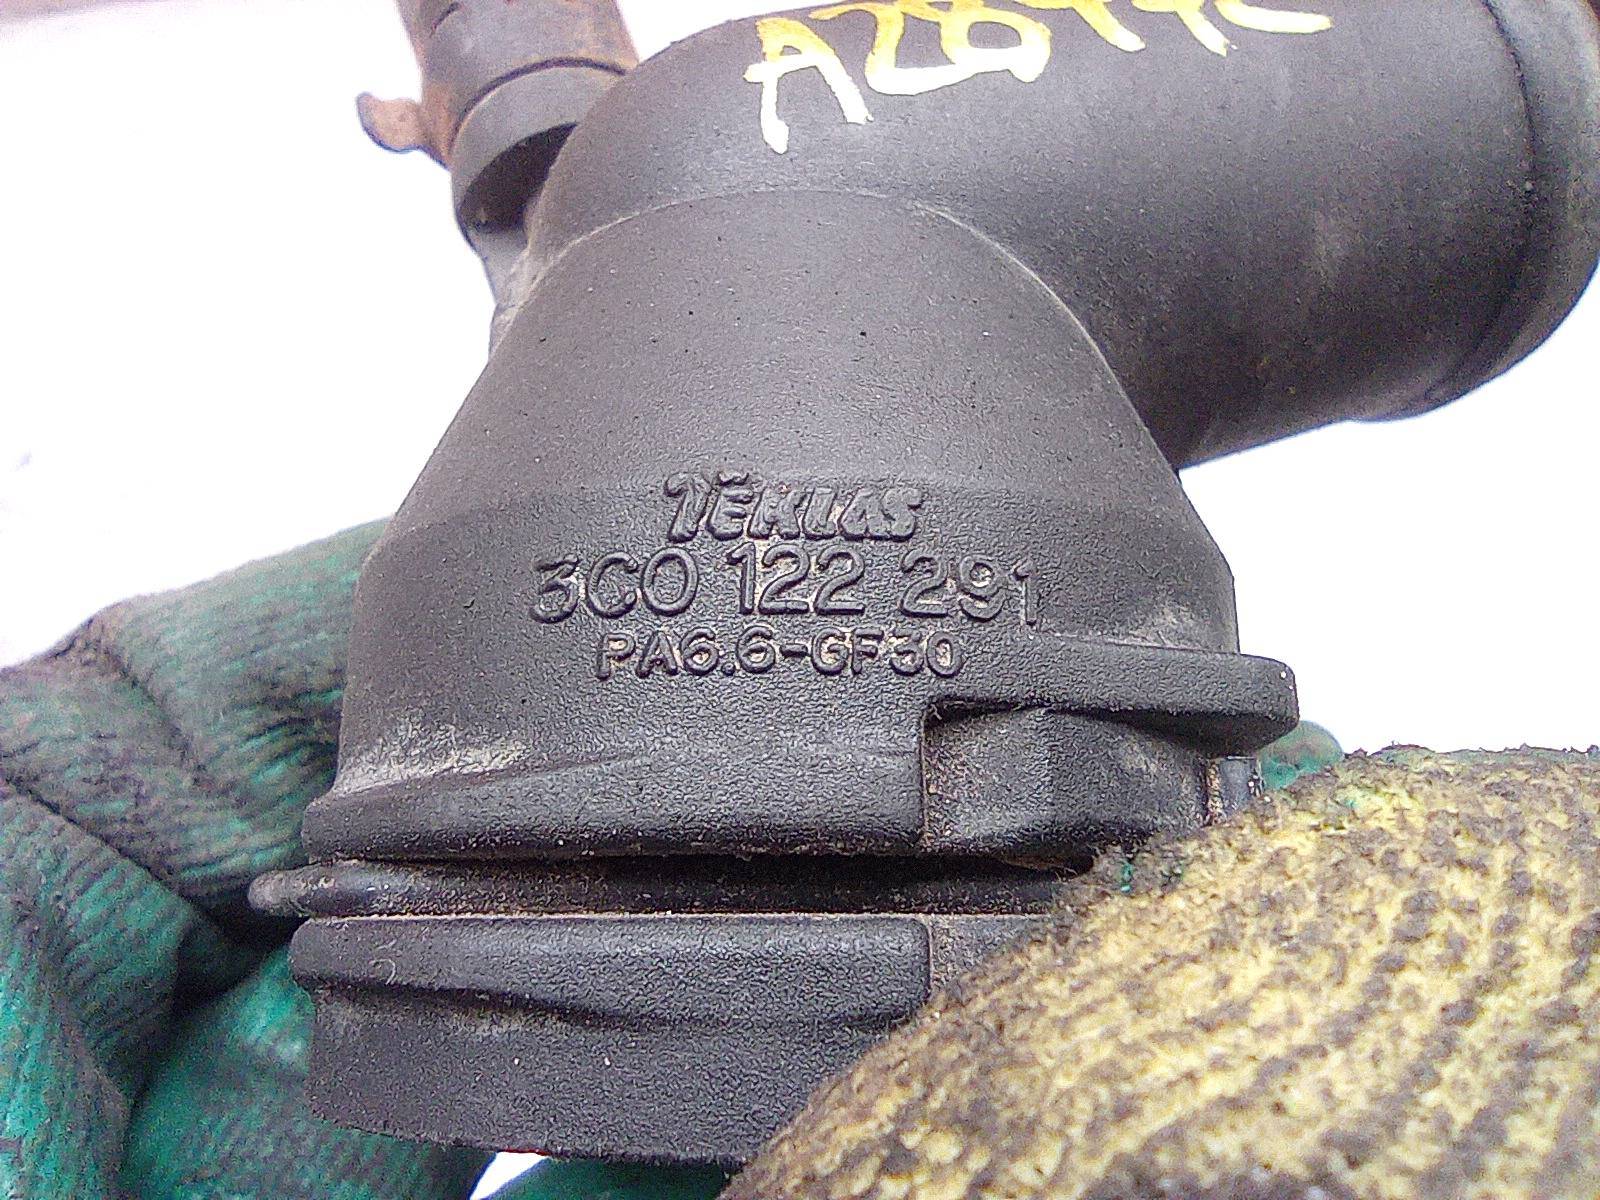 TEKLAS
3C0 122 291
PA6.6-GF30